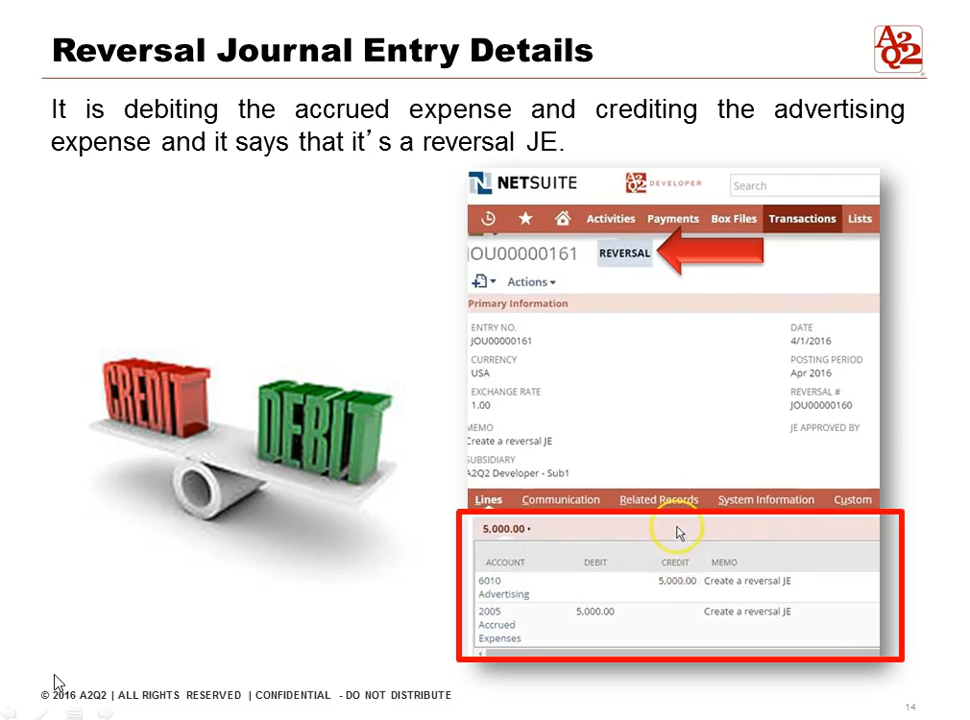 Reversal Journal Entry Details
A2Q2
It is debiting the accrued expense and crediting the advertising
expense and it says that it's a reversal JE.
NETSUITE A2Q2 DEVELOPER Search
Activities Payments Box Files Transactions Lists
JOU00000161 REVERSAL
Actions
Primary Information
ENTRY NO. DATE
JOU00000161 4/1/2016
CURRENCY POSTING PERIOD
USA Apr 2016
EXCHANGE RATE REVERSAL #
1.00 JOU00000160
MEMO JE APPROVED BY
Create a reversal JE
SUBSIDIARY
A2Q2 Developer - Sub1
CREDIT
DEBIT
Lines Communication Related Records System Information Custom
5,000.00 •
ACCOUNT DEBIT CREDIT MEMO
6010 5,000.00 Create a reversal JE
Advertising
2005 5,000.00 Create a reversal JE
Accrued
Expenses
© 2016 A2Q2 | ALL RIGHTS RESERVED | CONFIDENTIAL - DO NOT DISTRIBUTE
14